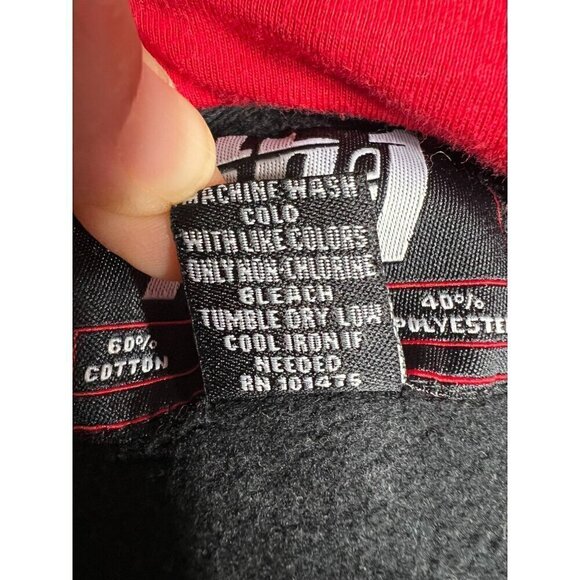 MACHINE WASH
COLD
WITH LIKE COLORS
ONLY NON-CHLORINE
BLEACH
TUMBLE DRY LOW
COOL IRON IF
NEEDED
RN 101475
60%
COTTON
40%
POLYESTE